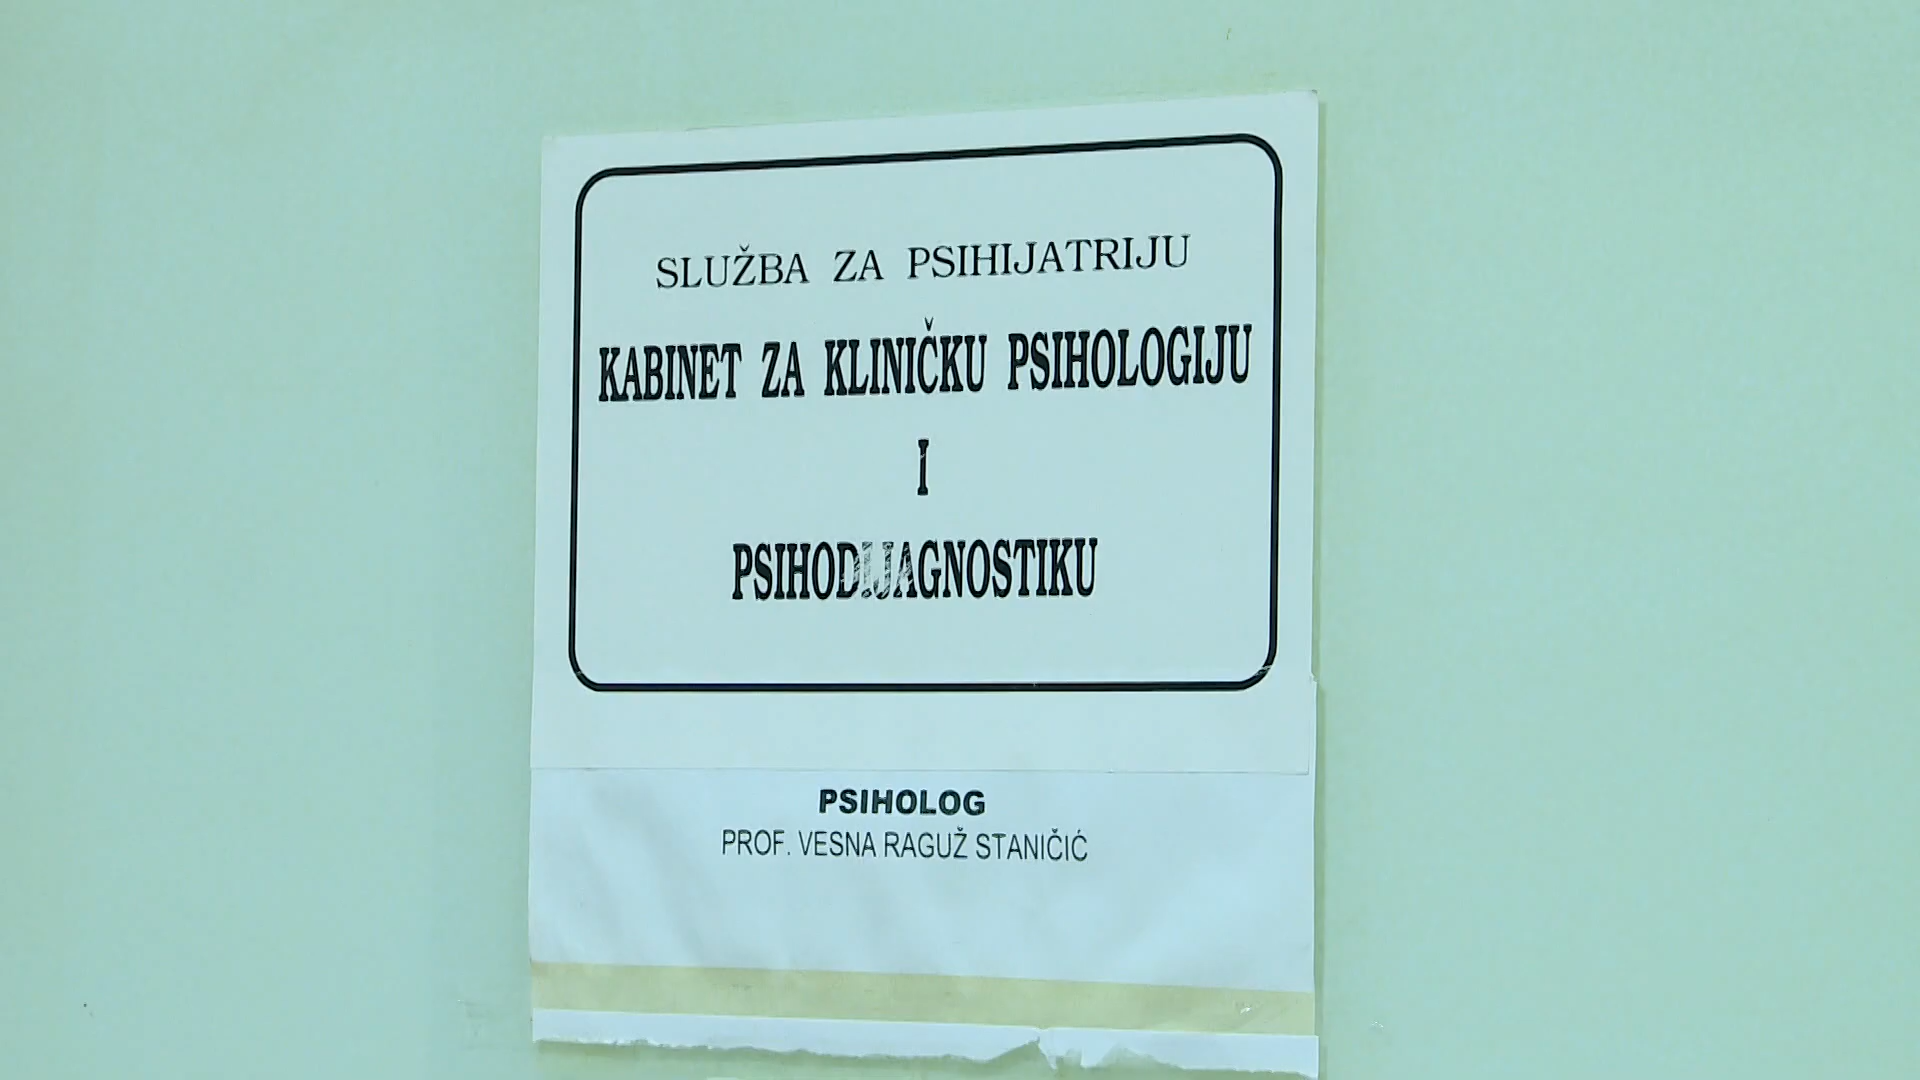 SLUŽBA ZA PSIHIJATRIJU
KABINET ZA KLINIČKU PSIHOLOGIJU
I
PSIHODIJAGNOSTIKU
PSIHOLOG
PROF. VESNA RAGUŽ STANIČIĆ